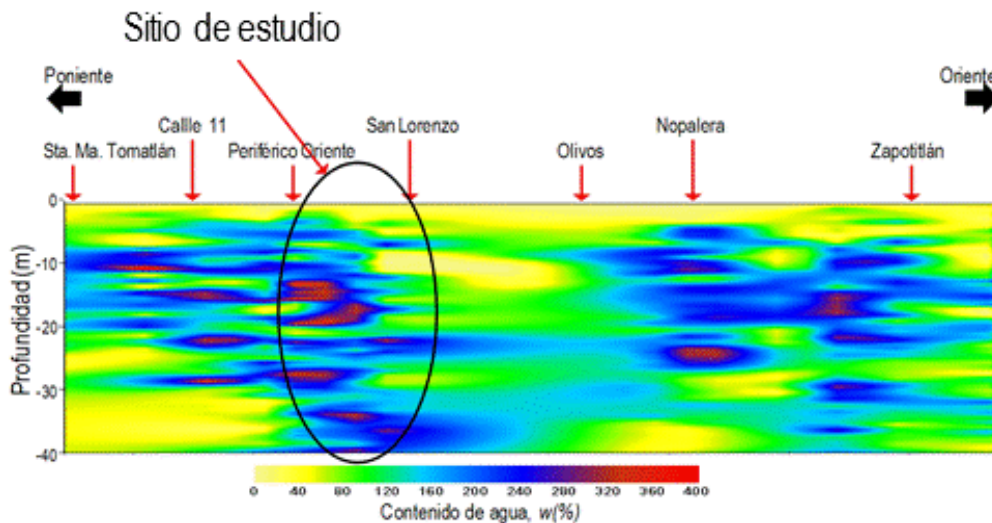 Sitio de estudio
Poniente
Oriente
Callle 11
San Lorenzo
Nopalera
Sta. Ma. Tomatlán
Periférico Oriente
Olivos
Zapotitlán
Profundidad (m)
0
-10
-20
-30
-40
0 40 80 120 160 200 240 280 320 360 400
Contenido de agua, w(%)